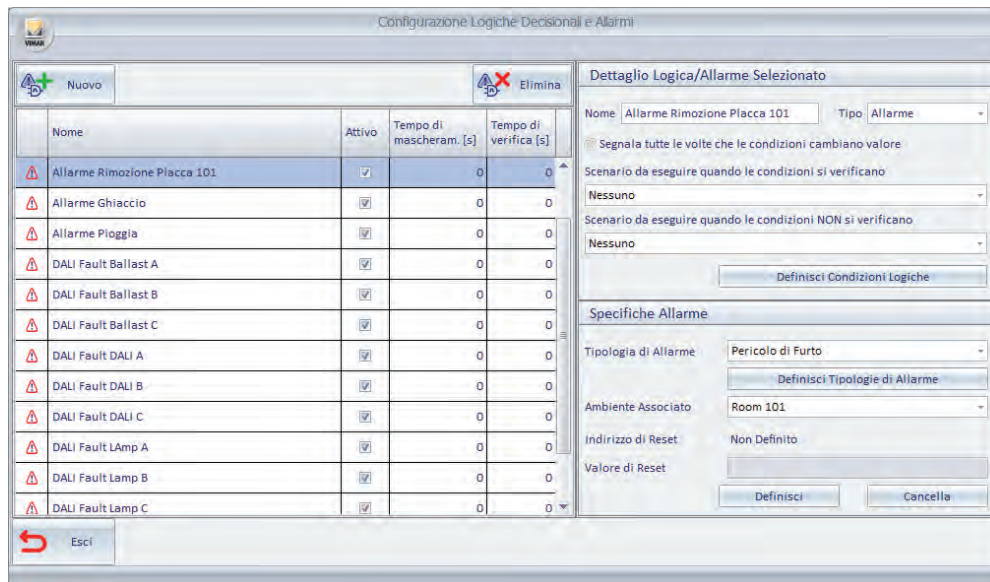 Configurazione Logiche Decisionali e Allarmi
VIMAR
Nuovo
Elimina
Nome Attivo Tempo di mascheram. [s] Tempo di verifica [s]
Allarme Rimozione Placca 101 0 0
Allarme Ghiaccio 0 0
Allarme Pioggia 0 0
DALI Fault Ballast A 0 0
DALI Fault Ballast B 0 0
DALI Fault Ballast C 0 0
DALI Fault DALI A 0 0
DALI Fault DALI B 0 0
DALI Fault DALI C 0 0
DALI Fault LAmp A 0 0
DALI Fault Lamp B 0 0
DALI Fault Lamp C 0 0
Esci
Dettaglio Logica/Allarme Selezionato
Nome Allarme Rimozione Placca 101 Tipo Allarme
Segnala tutte le volte che le condizioni cambiano valore
Scenario da eseguire quando le condizioni si verificano
Nessuno
Scenario da eseguire quando le condizioni NON si verificano
Nessuno
Definisci Condizioni Logiche
Specifiche Allarme
Tipologia di Allarme Pericolo di Furto
Definisci Tipologie di Allarme
Ambiente Associato Room 101
Indirizzo di Reset Non Definito
Valore di Reset
Definisci Cancella